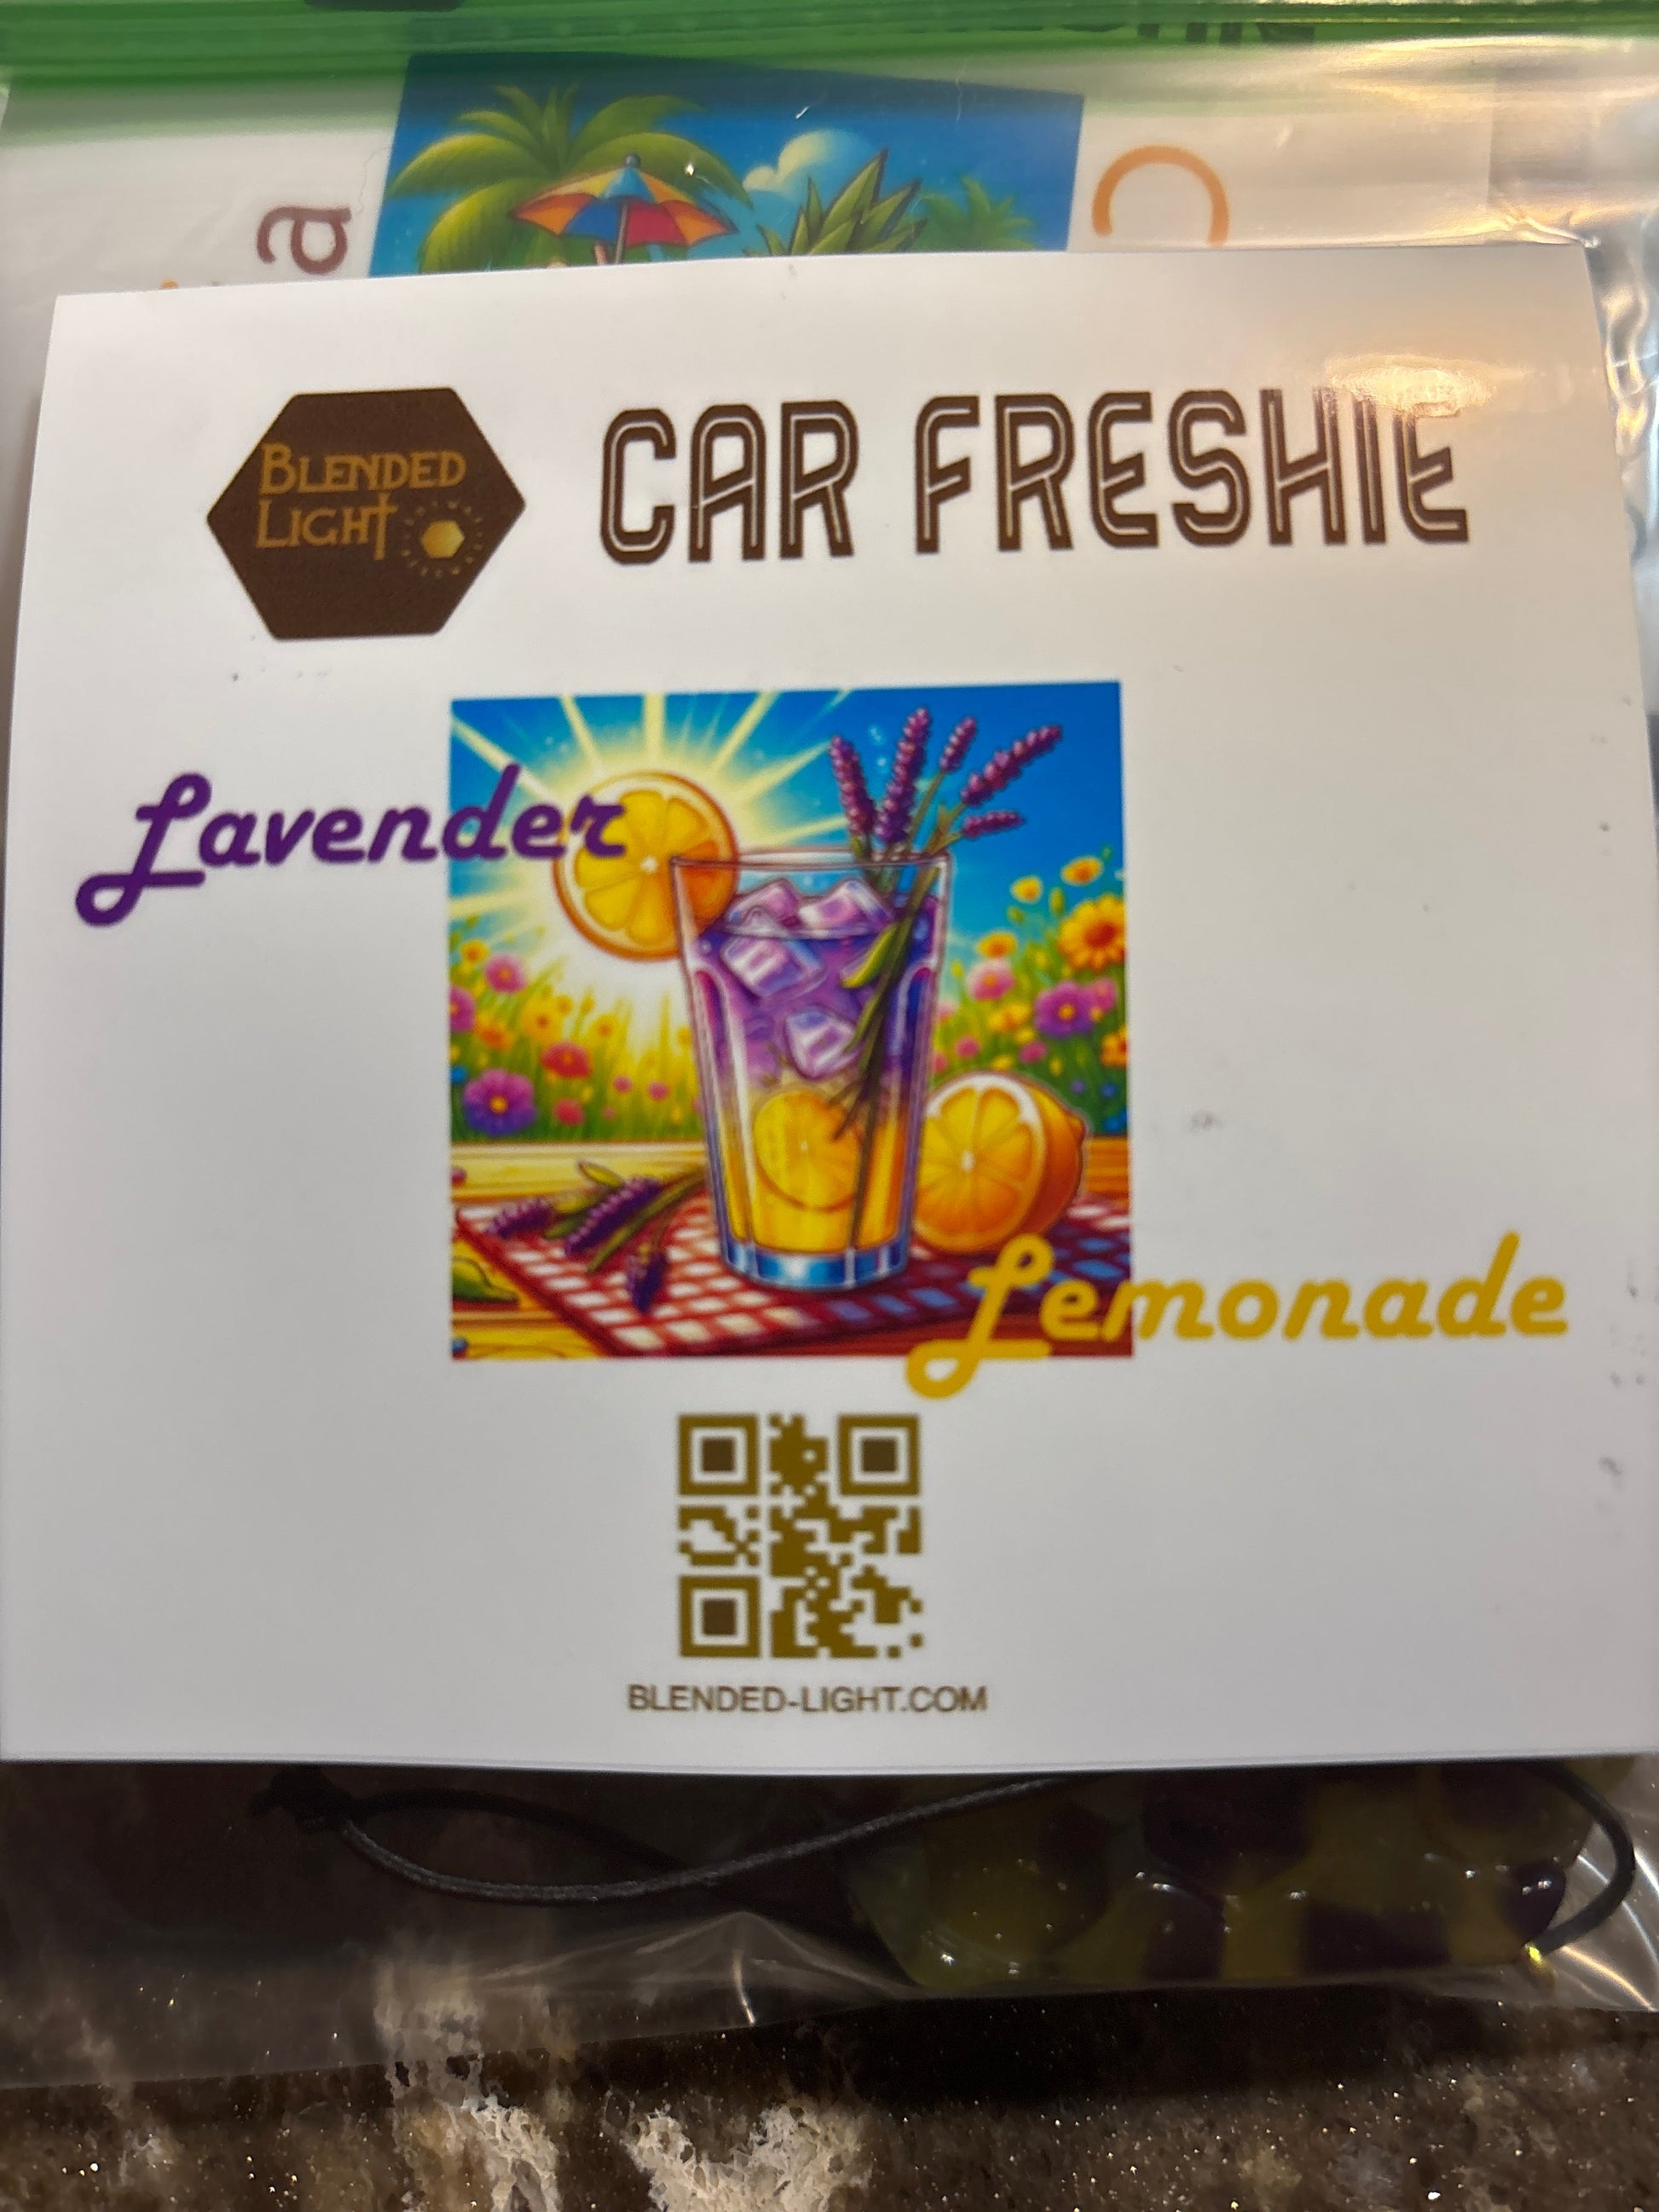 a
BLENDED
LIGHT
CAR FRESHIE
Lavender
Lemonade
BLENDED-LIGHT.COM